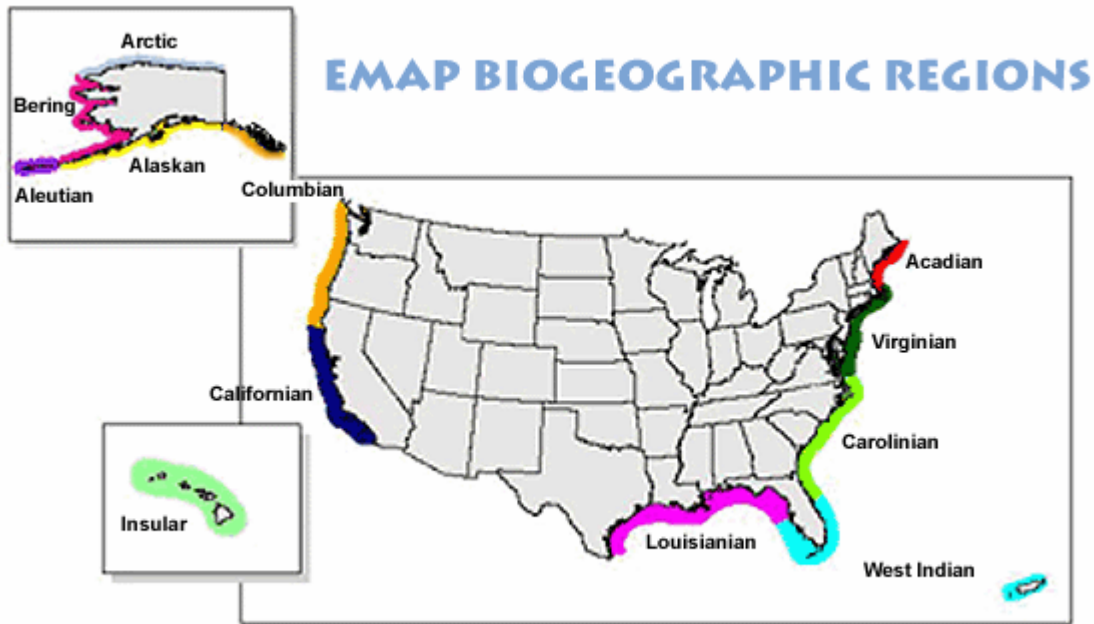 Arctic
EMAP BIOGEOGRAPHIC REGIONS
Bering
Alaskan
Aleutian
Columbian
Acadian
Virginian
Californian
Carolinian
Insular
Louisianian
West Indian